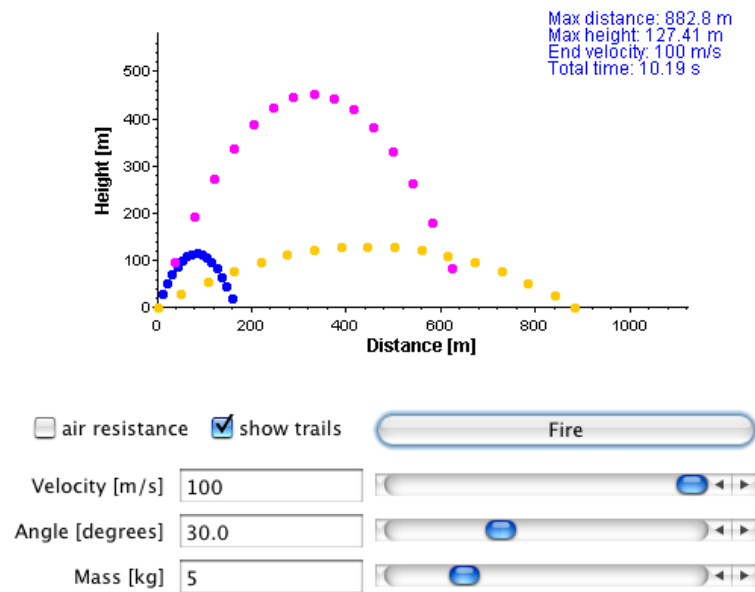 Max distance: 882.8 m
Max height: 127.41 m
End velocity: 100 m/s
Total time: 10.19 s
Height [m]
500
400
300
200
100
0
0 200 400 600 800 1000
Distance [m]
air resistance show trails Fire
Velocity [m/s] 100
Angle [degrees] 30.0
Mass [kg] 5